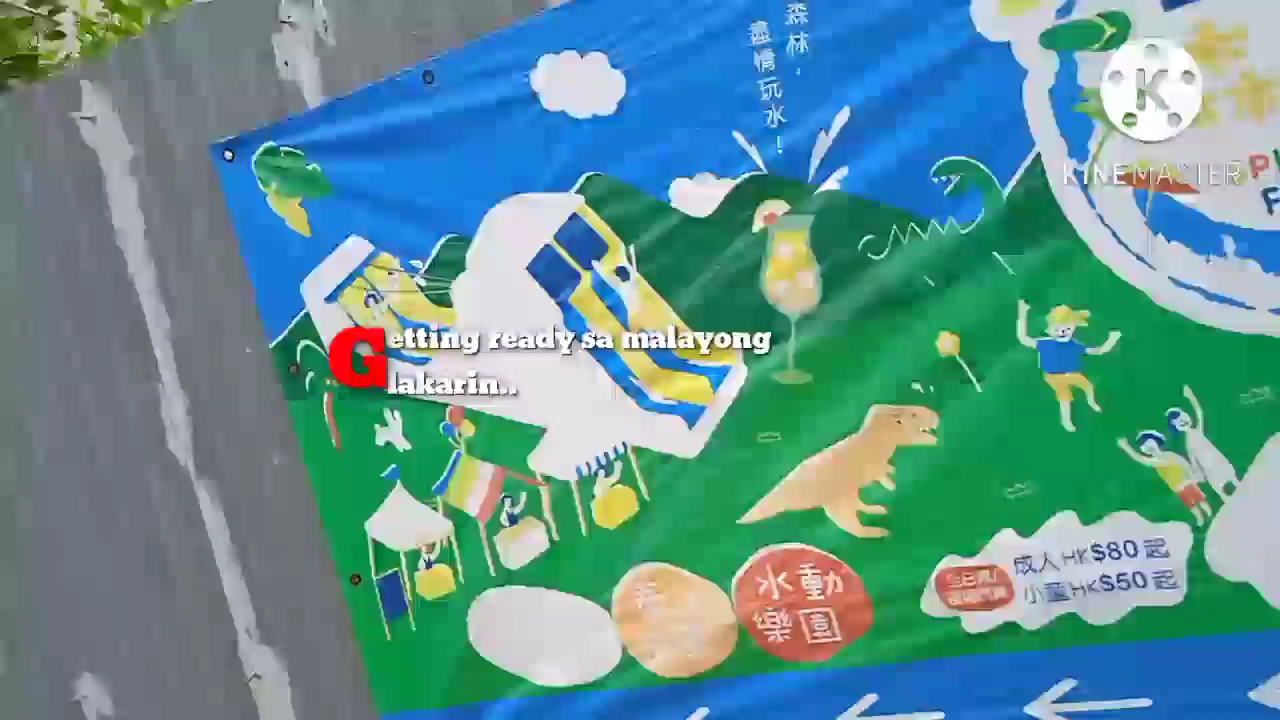 森林，
盡情玩水！
KINEMASTER
Getting ready sa malayong
lakarin..
水動
樂園
成人HK$80起
小童HK$50起